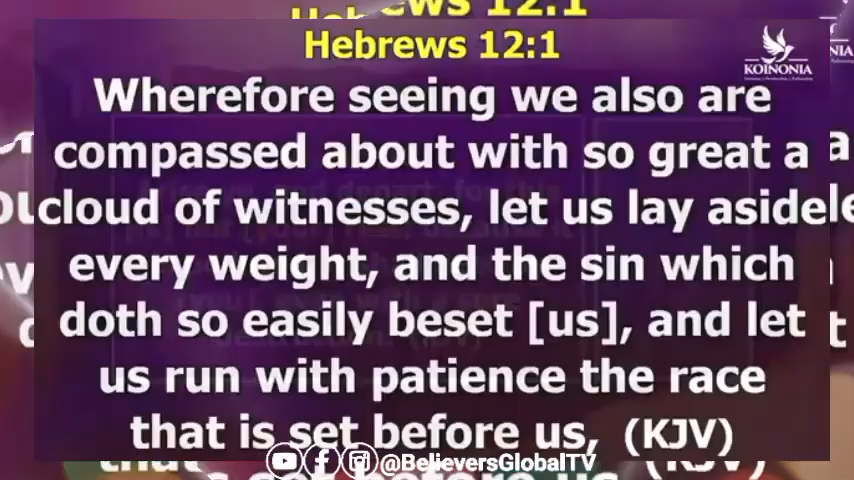 Hebrews 12:1
KOINONIA
Wherefore seeing we also are
compassed about with so great a
cloud of witnesses, let us lay aside
every weight, and the sin which
doth so easily beset [us], and let
us run with patience the race
that is set before us, (KJV)
@BelieversGlobalTV